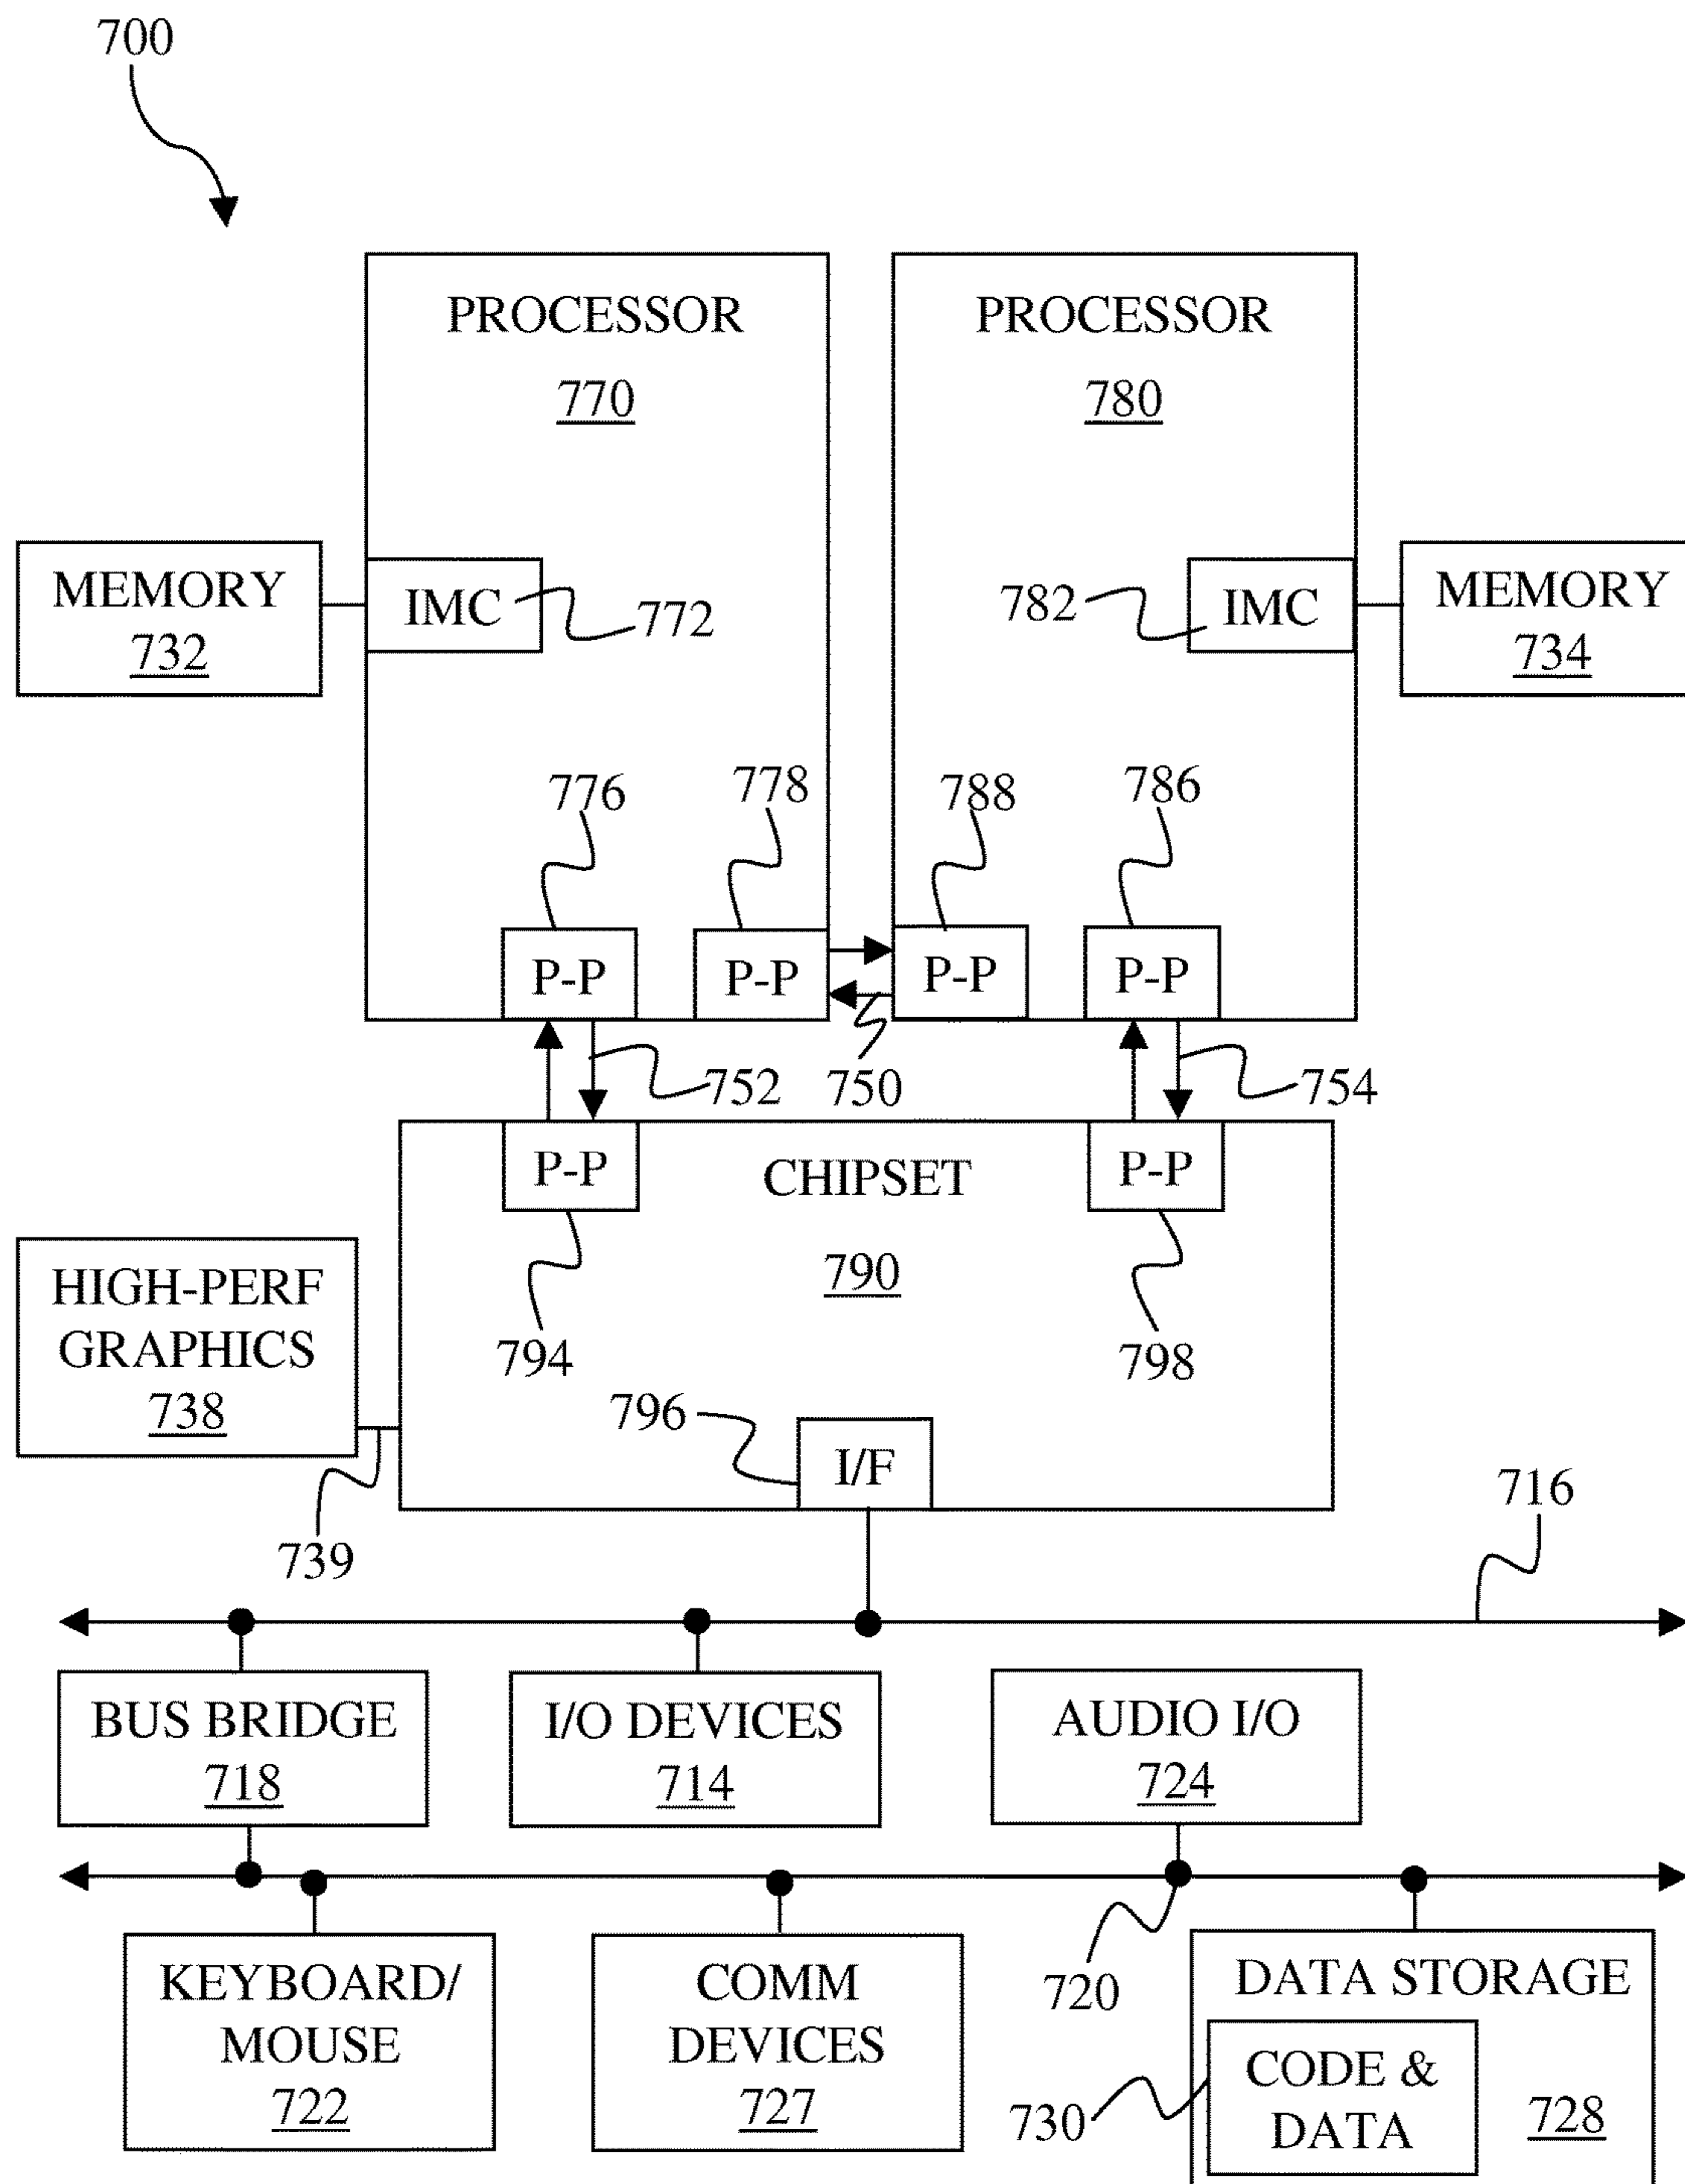 700
PROCESSOR
770
PROCESSOR
780
MEMORY
732
IMC
772
782
IMC
MEMORY
734
776
778
788
786
P-P
P-P
P-P
P-P
752
750
754
P-P
CHIPSET
P-P
790
HIGH-PERF
GRAPHICS
738
794
798
796
I/F
739
716
BUS BRIDGE
718
I/O DEVICES
714
AUDIO I/O
724
720
KEYBOARD/
MOUSE
722
COMM
DEVICES
727
DATA STORAGE
CODE &
DATA
730
728